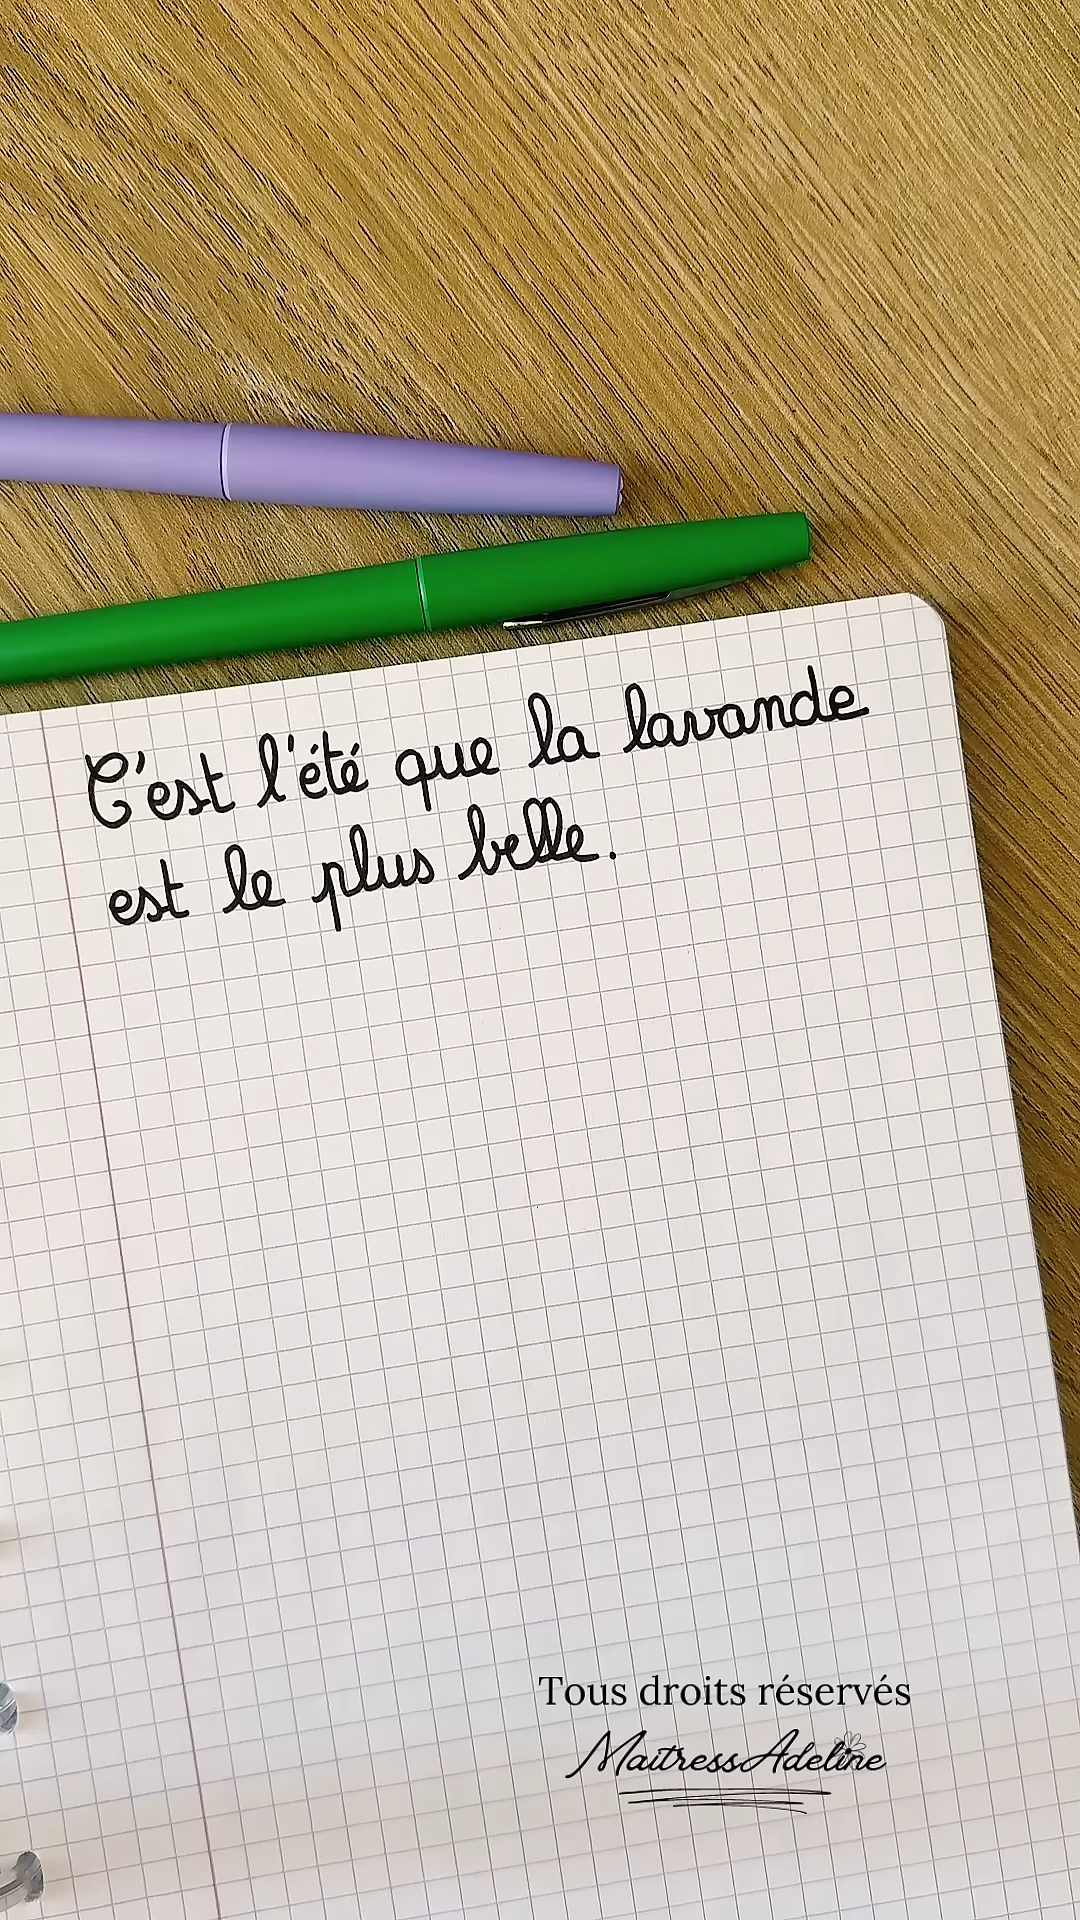 C'est l'été que la lavande
est le plus belle.
Tous droits réservés
MaitressAdeline